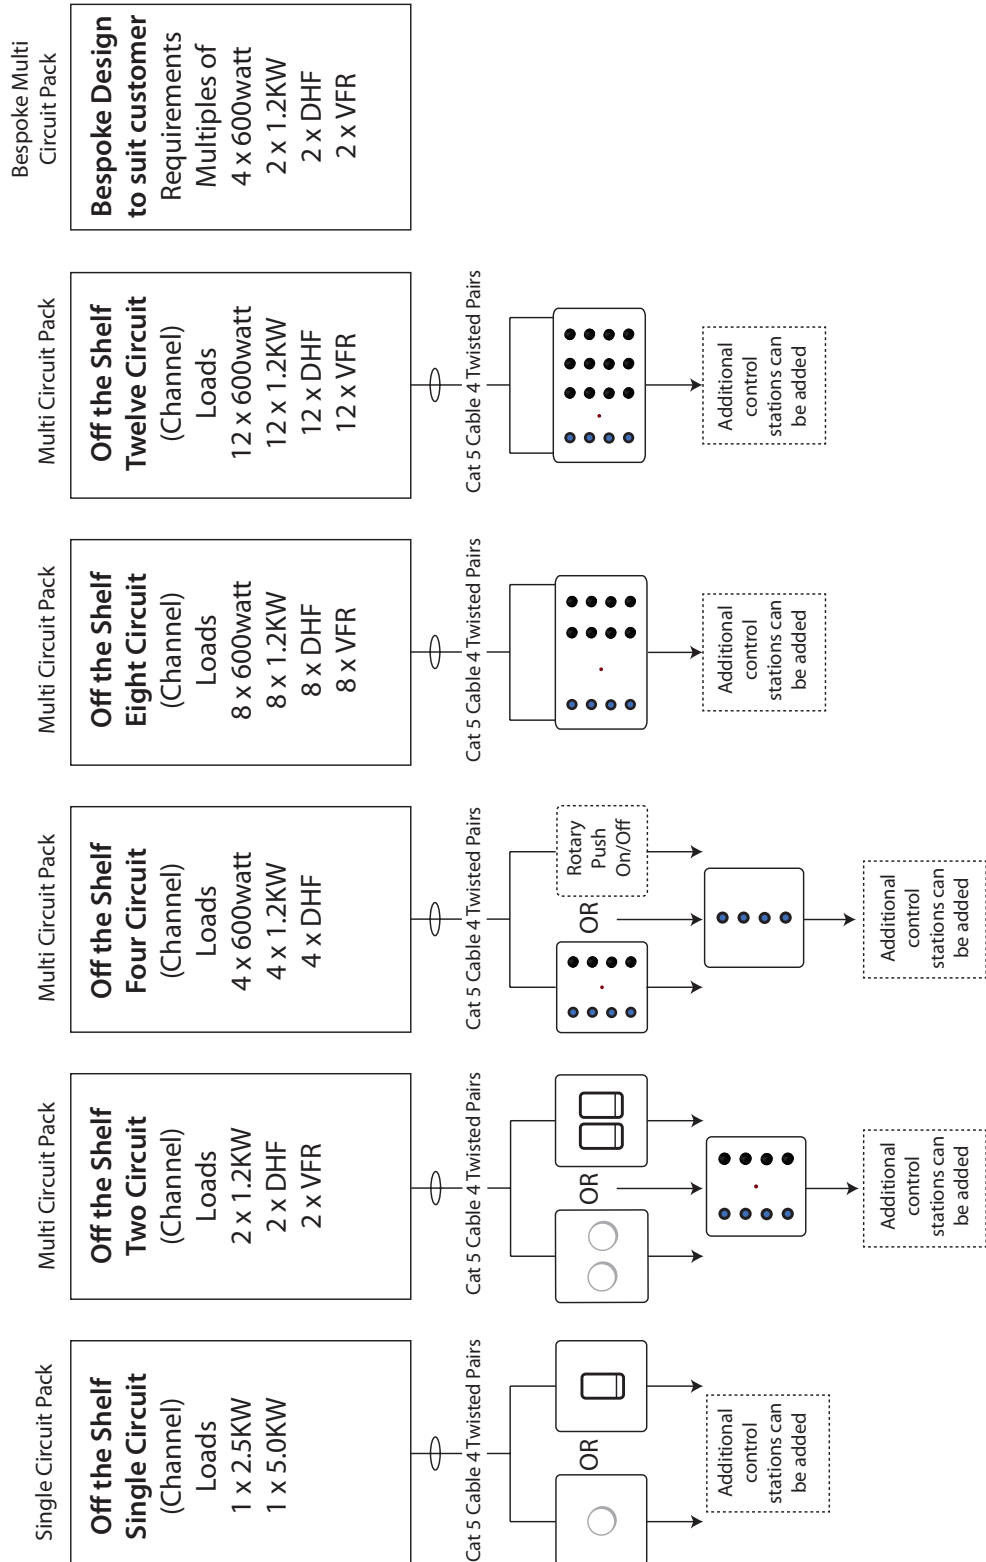 Single Circuit Pack
Off the Shelf
Single Circuit
(Channel)
Loads
1 x 2.5KW
1 x 5.0KW
Cat 5 Cable 4 Twisted Pairs
OR
Additional
control
stations can
be added
Multi Circuit Pack
Off the Shelf
Two Circuit
(Channel)
Loads
2 x 1.2KW
2 x DHF
2 x VFR
Cat 5 Cable 4 Twisted Pairs
OR
Additional
control
stations can
be added
Multi Circuit Pack
Off the Shelf
Four Circuit
(Channel)
Loads
4 x 600watt
4 x 1.2KW
4 x DHF
Cat 5 Cable 4 Twisted Pairs
OR
Rotary
Push
On/Off
Additional
control
stations can
be added
Multi Circuit Pack
Off the Shelf
Eight Circuit
(Channel)
Loads
8 x 600watt
8 x 1.2KW
8 x DHF
8 x VFR
Cat 5 Cable 4 Twisted Pairs
Additional
control
stations can
be added
Multi Circuit Pack
Off the Shelf
Twelve Circuit
(Channel)
Loads
12 x 600watt
12 x 1.2KW
12 x DHF
12 x VFR
Cat 5 Cable 4 Twisted Pairs
Additional
control
stations can
be added
Bespoke Multi
Circuit Pack
Bespoke Design
to suit customer
Requirements
Multiples of
4 x 600watt
2 x 1.2KW
2 x DHF
2 x VFR